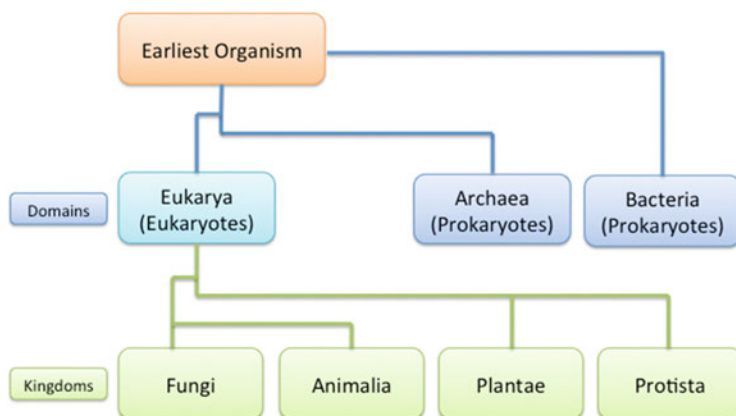 Earliest Organism
Domains
Eukarya
(Eukaryotes)
Archaea
(Prokaryotes)
Bacteria
(Prokaryotes)
Kingdoms
Fungi
Animalia
Plantae
Protista